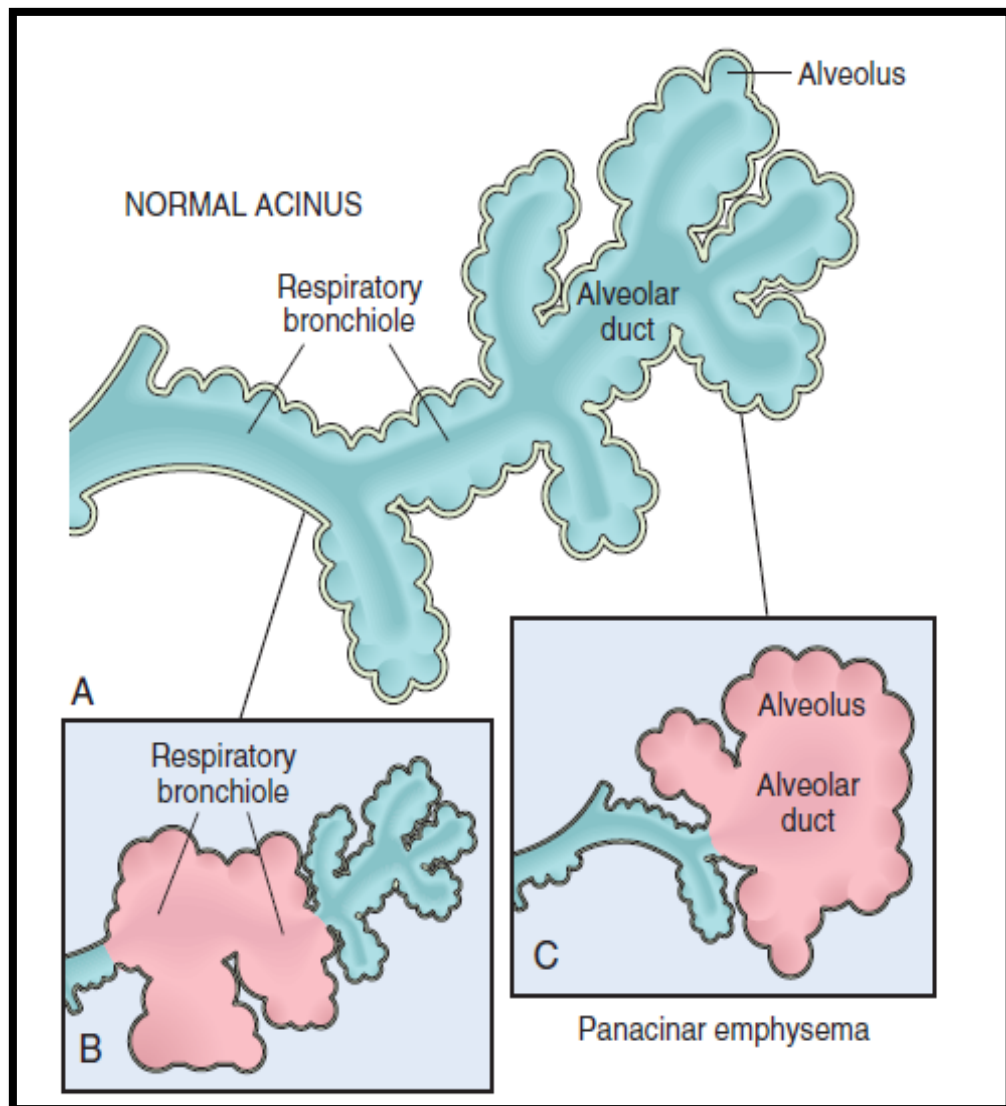 Alveolus
NORMAL ACINUS
Respiratory
bronchiole
Alveolar
duct
A
Respiratory
bronchiole
B
Alveolus
Alveolar
duct
C
Panacinar emphysema